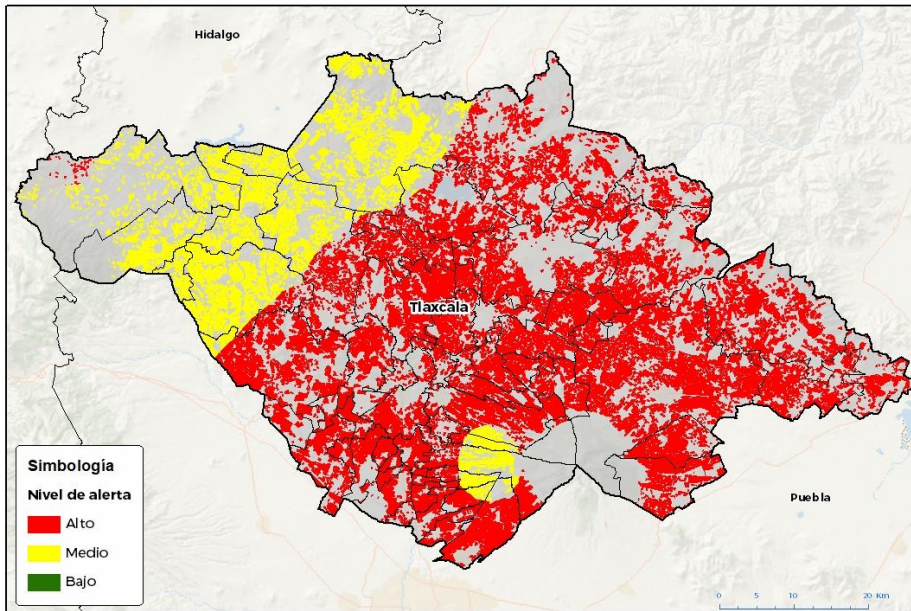 Hidalgo
Tlaxcala
Puebla
Simbología
Nivel de alerta
Alto
Medio
Bajo
0 5 10 20 Km